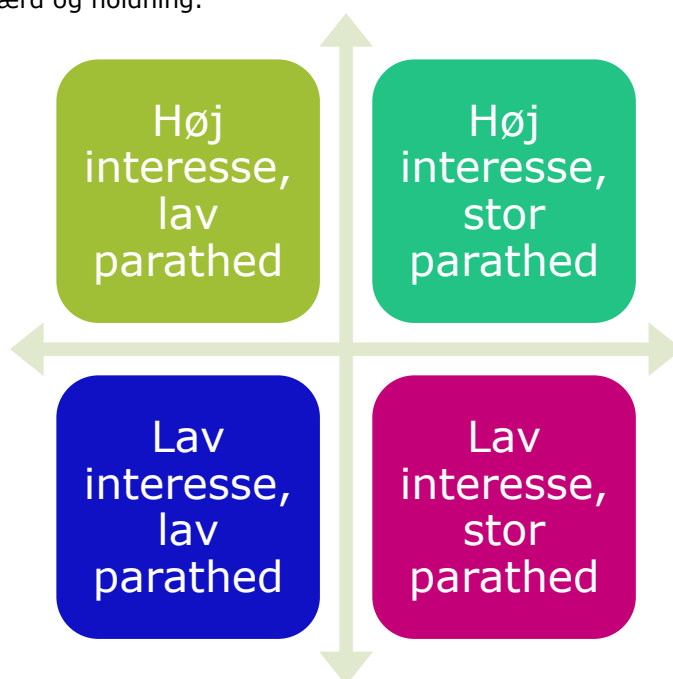 og holdning.
Høj
interesse,
lav
parathed
Høj
interesse,
stor
parathed
Lav
interesse,
lav
parathed
Lav
interesse,
stor
parathed